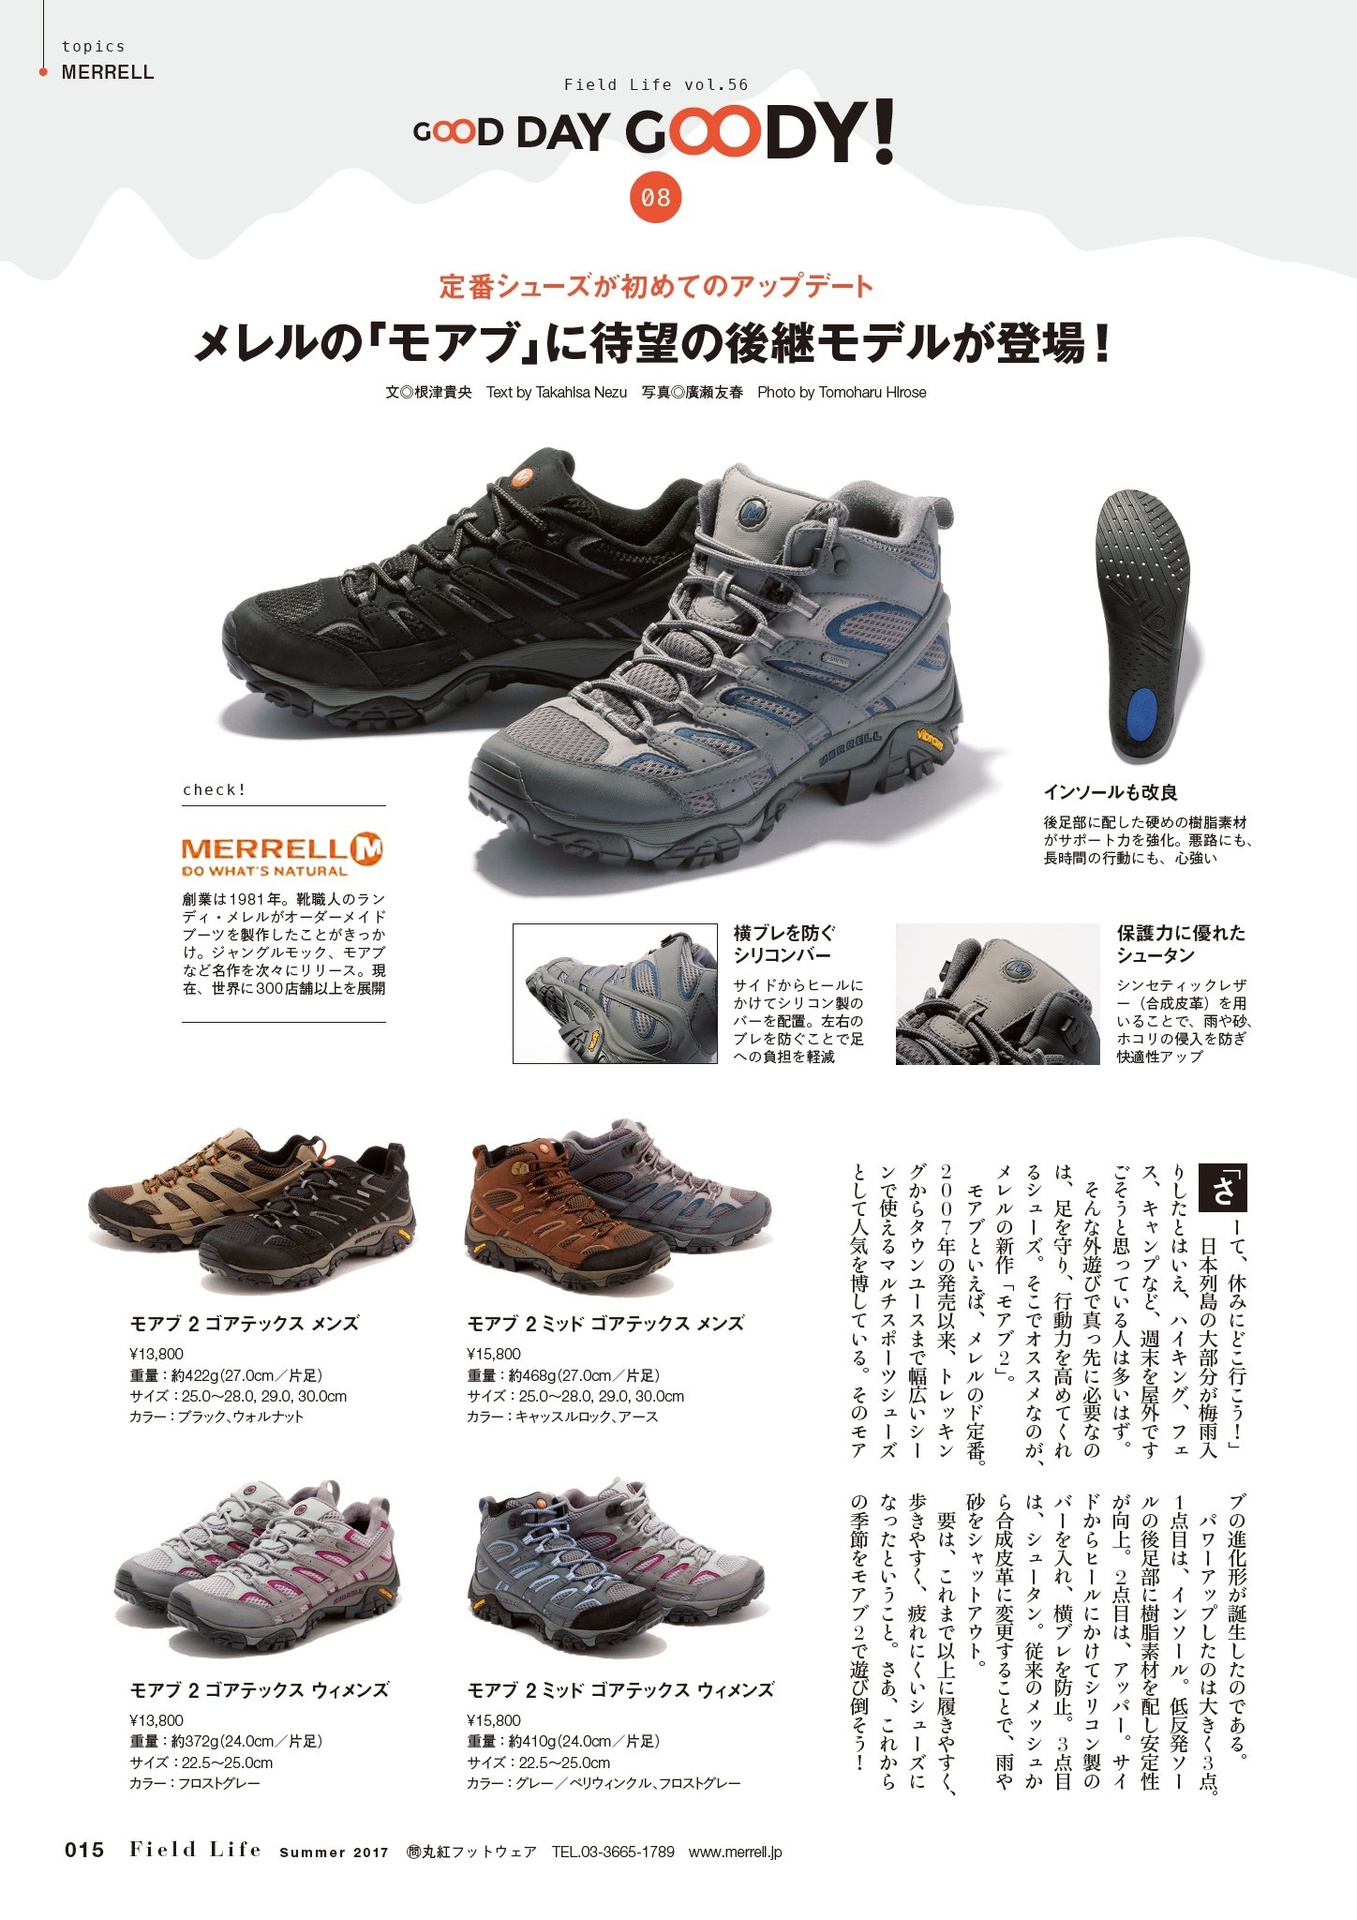 topics
MERRELL
Field Life vol.56
GOOD DAY GOODY!
08
定番シューズが初めてのアップデート
メレルの「モアブ」に待望の後継モデルが登場！
文◎根津貴央　Text by TakahIsa Nezu　写真◎廣瀬友春　Photo by Tomoharu HIrose
MERRELL
vibram
check!
MERRELL
DO WHAT'S NATURAL
創業は1981年。靴職人のラン
ディ・メレルがオーダーメイド
ブーツを製作したことがきっか
け。ジャングルモック、モアブ
など名作を次々にリリース。現
在、世界に300店舗以上を展開
インソールも改良
後足部に配した硬めの樹脂素材
がサポート力を強化。悪路にも、
長時間の行動にも、心強い
横ブレを防ぐ
シリコンバー
サイドからヒールに
かけてシリコン製の
バーを配置。左右の
ブレを防ぐことで足
への負担を軽減
保護力に優れた
シュータン
シンセティックレザ
ー（合成皮革）を用
いることで、雨や砂、
ホコリの侵入を防ぎ
快適性アップ
モアブ 2 ゴアテックス メンズ
¥13,800
重量：約422g（27.0cm／片足）
サイズ：25.0〜28.0, 29.0, 30.0cm
カラー：ブラック、ウォルナット
モアブ 2 ミッド ゴアテックス メンズ
¥15,800
重量：約468g（27.0cm／片足）
サイズ：25.0〜28.0, 29.0, 30.0cm
カラー：キャッスルロック、アース
モアブ 2 ゴアテックス ウィメンズ
¥13,800
重量：約372g（24.0cm／片足）
サイズ：22.5〜25.0cm
カラー：フロストグレー
モアブ 2 ミッド ゴアテックス ウィメンズ
¥15,800
重量：約410g（24.0cm／片足）
サイズ：22.5〜25.0cm
カラー：グレー／ペリウィンクル、フロストグレー
「さーて、休みにどこ行こう！」
日本列島の大部分が梅雨入
りしたとはいえ、ハイキング、フェ
ス、キャンプなど、週末を屋外です
ごそうと思っている人は多いはず。
そんな外遊びで真っ先に必要なの
は、足を守り、行動力を高めてくれ
るシューズ。そこでオススメなのが、
メレルの新作「モアブ2」。
モアブといえば、メレルのド定番。
2007年の発売以来、トレッキン
グからタウンユースまで幅広いシー
ンで使えるマルチスポーツシューズ
として人気を博している。そのモア
ブの進化形が誕生したのである。
パワーアップしたのは大きく3点。
1点目は、インソール。低反発ソー
ルの後足部に樹脂素材を配し安定性
が向上。2点目は、アッパー。サイ
ドからヒールにかけてシリコン製の
バーを入れ、横ブレを防止。3点目
は、シュータン。従来のメッシュか
ら合成皮革に変更することで、雨や
砂をシャットアウト。
要は、これまで以上に履きやすく、
歩きやすく、疲れにくいシューズに
なったということ。さあ、これから
の季節をモアブ2で遊び倒そう！
015 Field Life Summer 2017 ㉄丸紅フットウェア TEL.03-3665-1789 www.merrell.jp